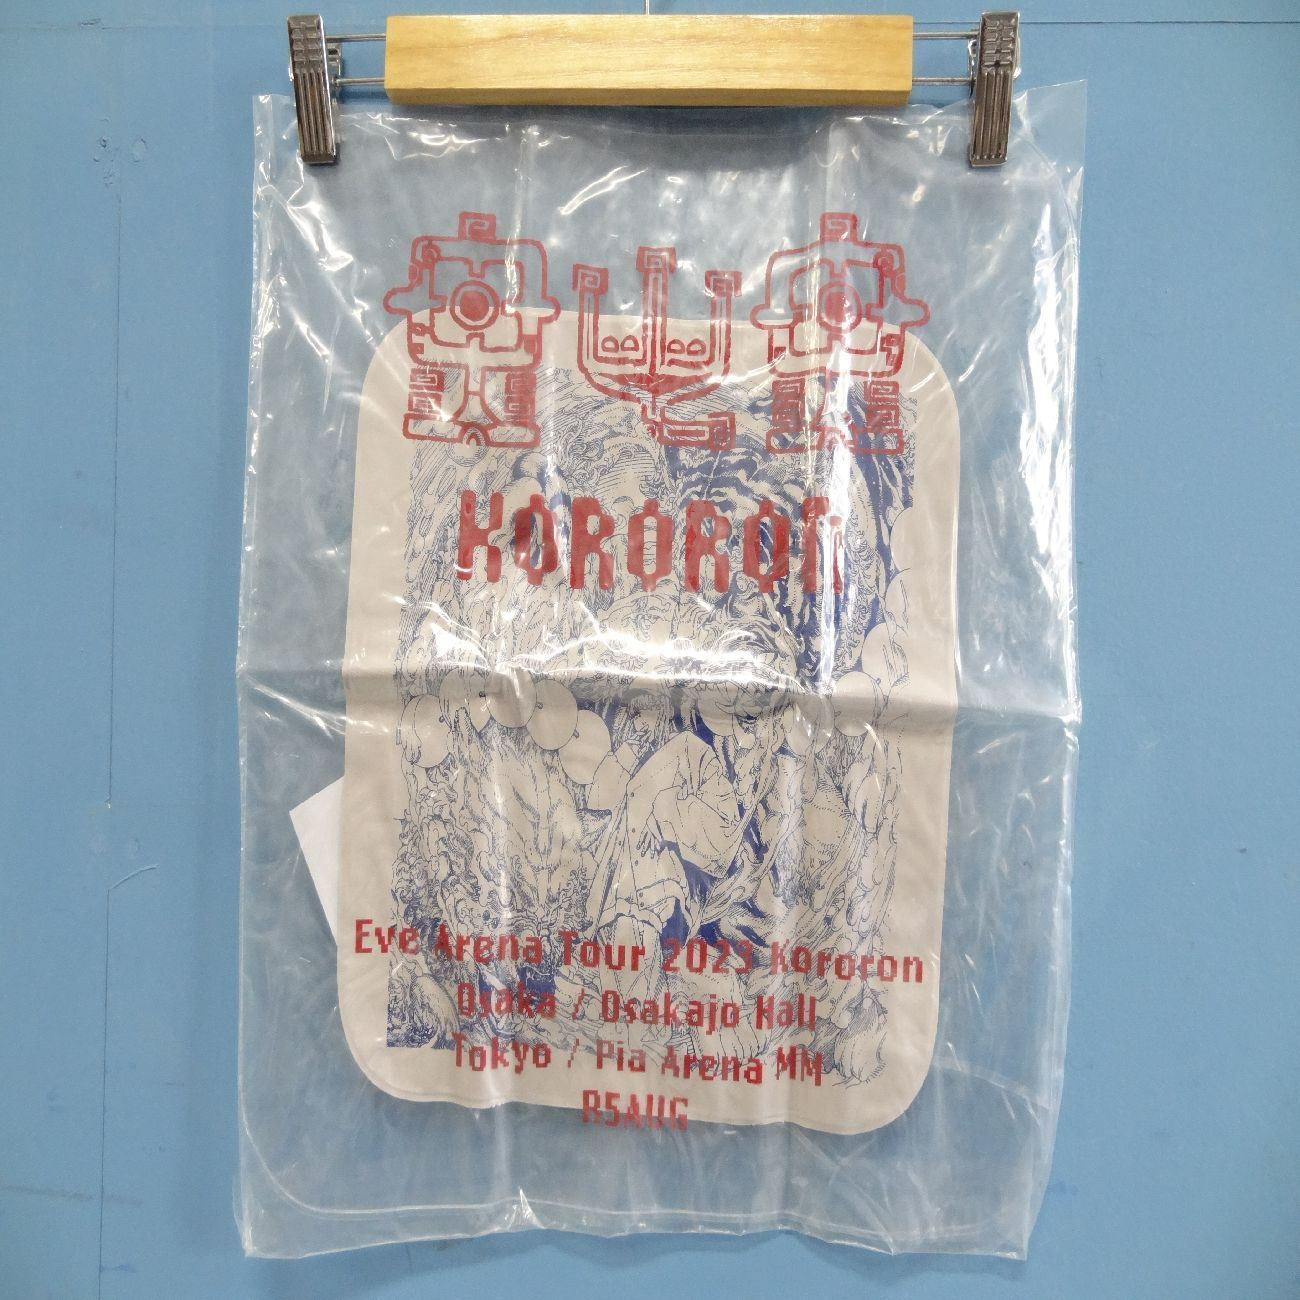 KORORON
Eve Arena Tour 2023 Kororon
Osaka / Osakajo Hall
Tokyo / Pia Arena MM
R5AUG